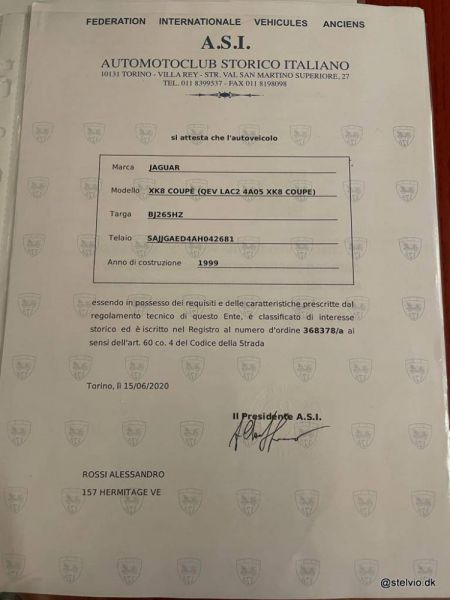 FEDERATION INTERNATIONALE VEHICULES ANCIENS
A.S.I.
AUTOMOTOCLUB STORICO ITALIANO
10131 TORINO - VILLA REY - STR. VAL SAN MARTINO SUPERIORE, 27
TEL. 011 8399537 - FAX 011 8198098
si attesta che l'autoveicolo
Marca JAGUAR
Modello XK8 COUPÈ (QEV LAC2 4A05 XK8 COUPE)
Targa BJ265HZ
Telaio SAJJGAED4AH042681
Anno di costruzione 1999
essendo in possesso dei requisiti e delle caratteristiche prescritte dal
regolamento tecnico di questo Ente, è classificato di interesse
storico ed è iscritto nel Registro al numero d'ordine 368378/a ai
sensi dell'art. 60 co. 4 del Codice della Strada
Torino, lì 15/06/2020
Il Presidente A.S.I.
ROSSI ALESSANDRO
157 HERMITAGE VE
@stelvio.dk